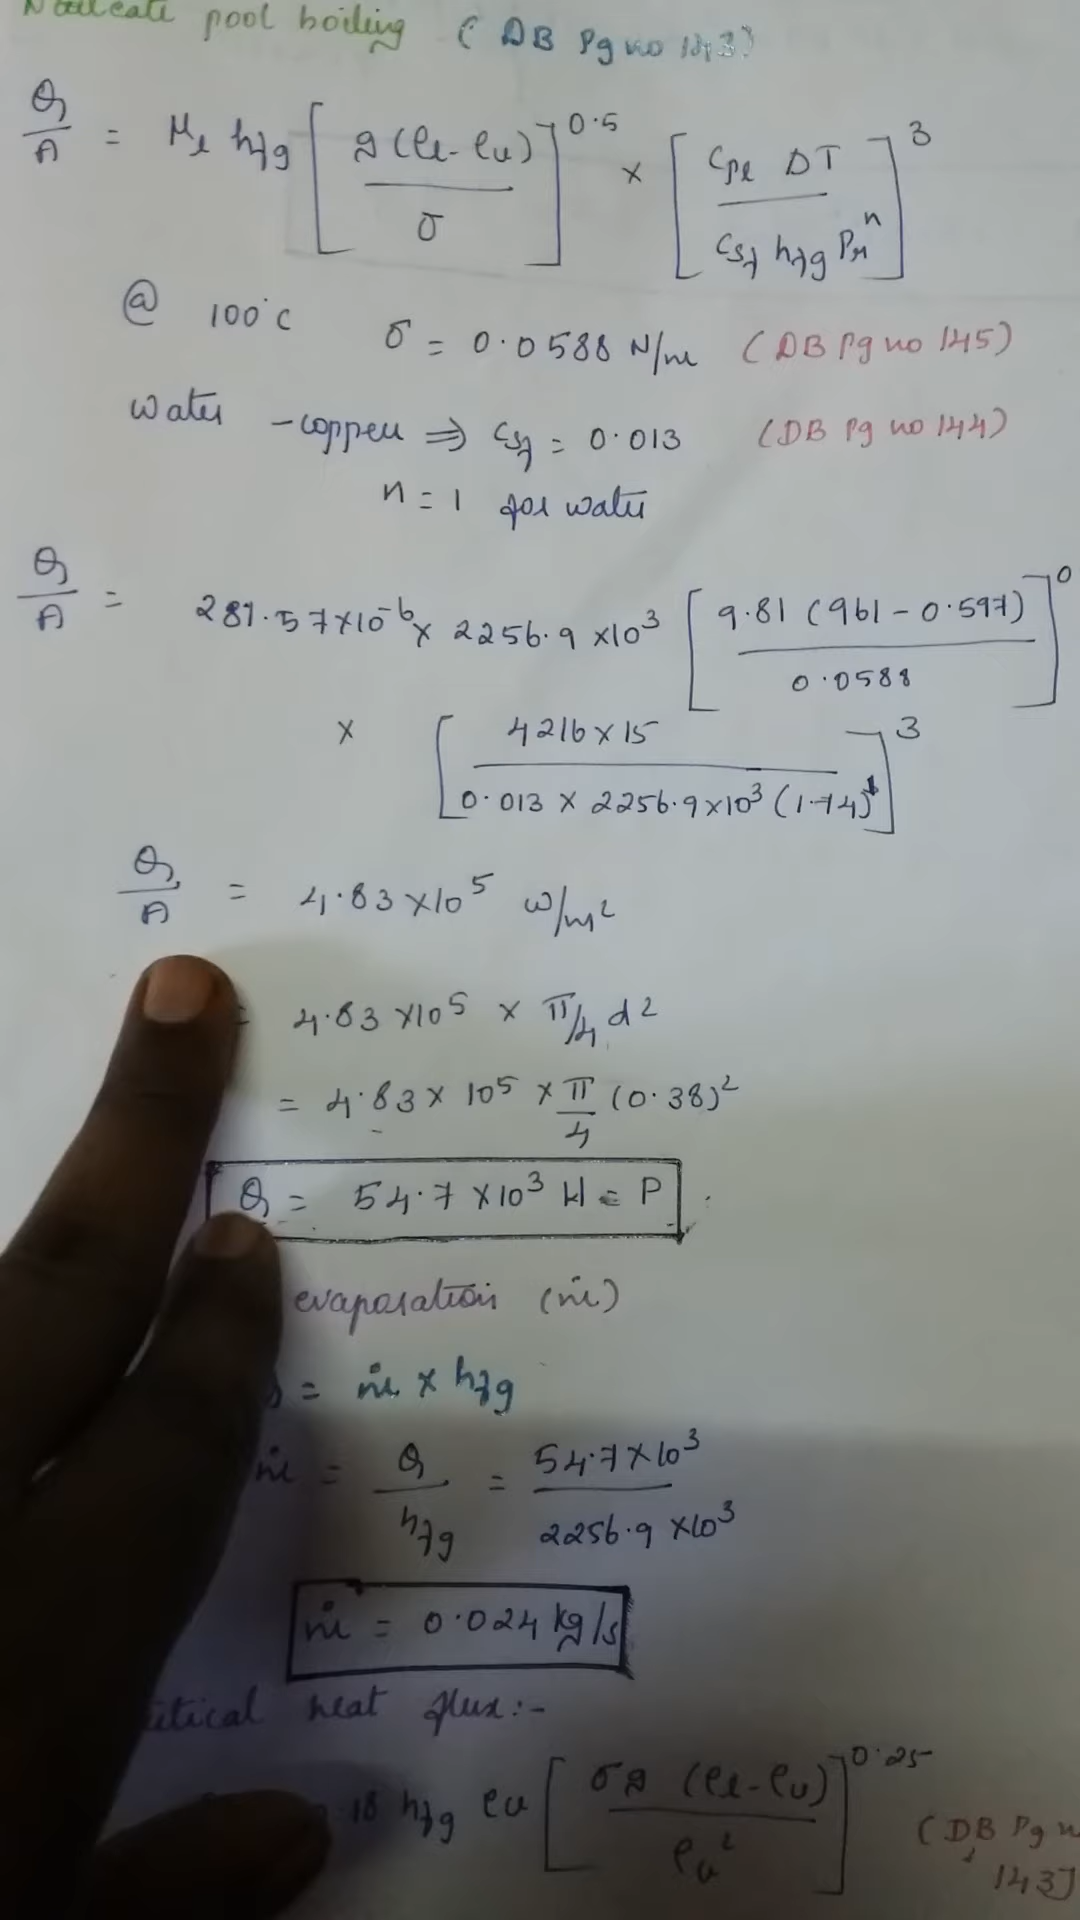 Nucleate pool boiling (DB Pg no 143)
Q/A = μl hfg [g(ρl - ρv) / σ]^0.5 × [Cpl ΔT / Csf hfg Pr^n]^3
@ 100°C σ = 0.0588 N/m (DB Pg no 145)
water - copper ⇒ Csf = 0.013 (DB Pg no 144)
n = 1 for water
Q/A = 281.57×10^-6 × 2256.9 ×10^3 [9.81 (961 - 0.597) / 0.0588]^0
× [4216×15 / 0.013 × 2256.9×10^3 (1.74)^1]^3
Q/A = 4.83×10^5 W/m²
= 4.83×10^5 × π/4 d²
= 4.83×10^5 × π/4 (0.38)²
Q = 54.7×10^3 W = P
evaporation (ṁ)
= ṁ × hfg
ṁ = Q/hfg = 54.7×10^3 / 2256.9×10^3
ṁ = 0.024 kg/s
itical heat flux:-
18 hfg ρv [σg (ρl - ρv) / ρv²]^0.25 (DB Pg n
143)